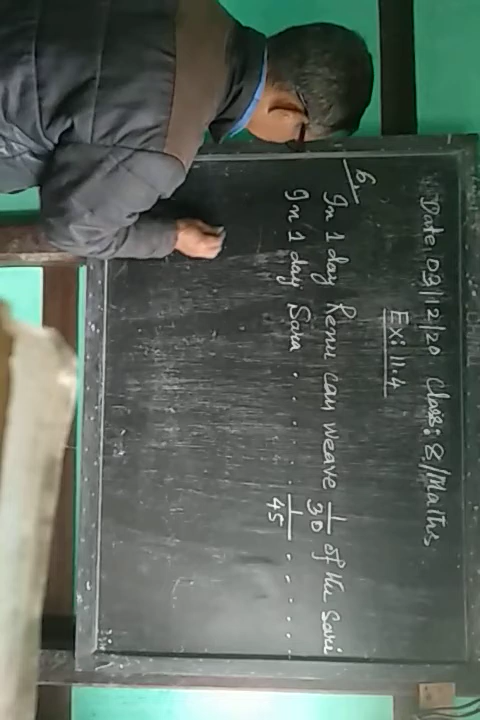 Date: 03/12/20 Class: 8/Maths
Ex: 11.4
6. In 1 day Renu can weave 1/30 of the Sari
In 1 day Sara . . . . . . . 1/45 . . . . . .